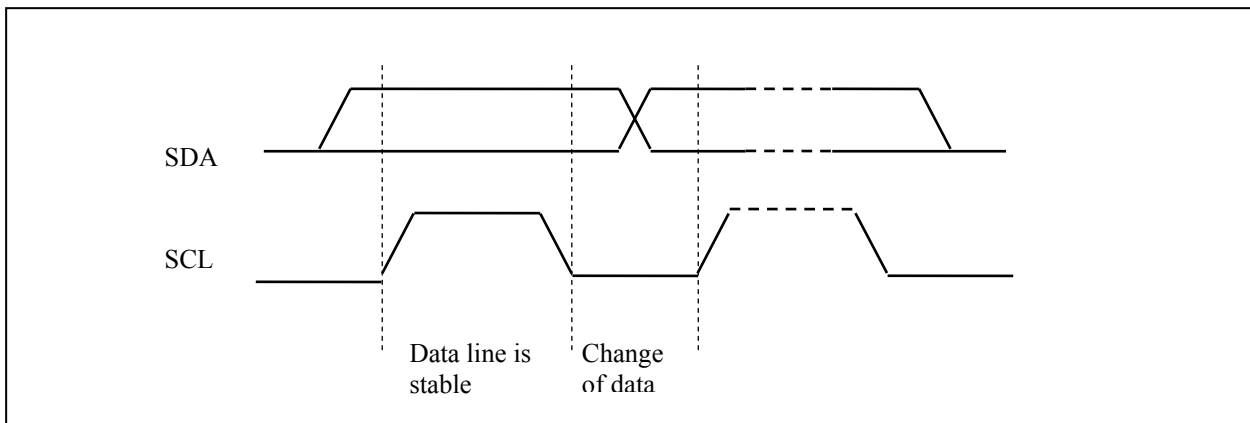 SDA
SCL
Data line is
stable
Change
of data